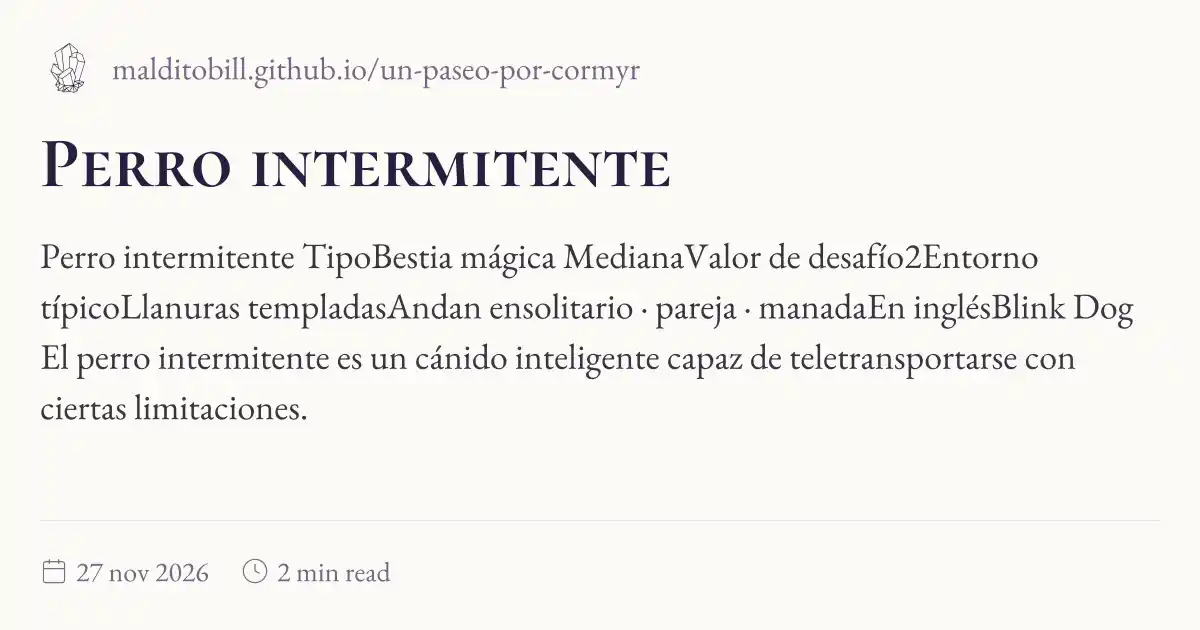 malditobill.github.io/un-paseo-por-cormyr
Perro intermitente
Perro intermitente TipoBestia mágica MedianaValor de desafío2Entorno
típicoLlanuras templadasAndan ensolitario · pareja · manadaEn inglésBlink Dog
El perro intermitente es un cánido inteligente capaz de teletransportarse con
ciertas limitaciones.
27 nov 2026 2 min read